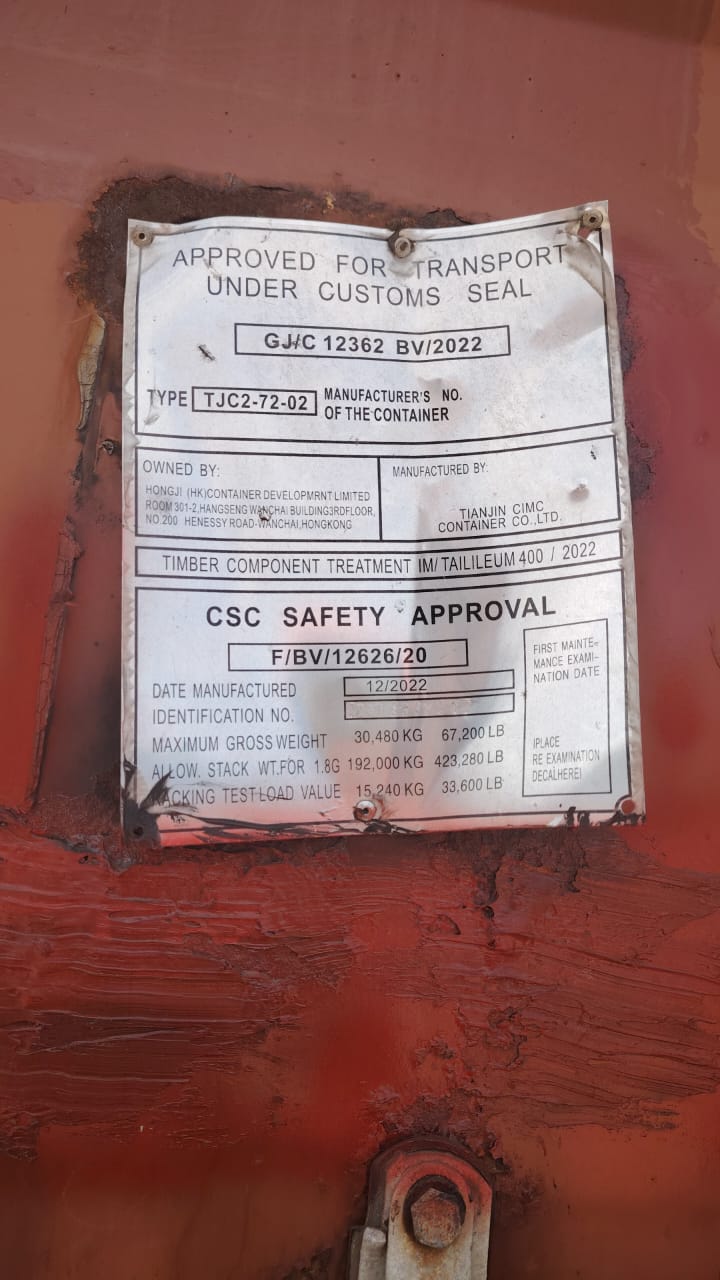 APPROVED FOR TRANSPORT
UNDER CUSTOMS SEAL
GJ/C 12362 BV/2022
TYPE TJC2-72-02 MANUFACTURER'S NO.
OF THE CONTAINER
OWNED BY:
HONGJI (HK)CONTAINER DEVELOPMRNT LIMITED
ROOM 301-2,HANGSENG WANCHAI BUILDING3RDFLOOR,
NO.200 HENESSY ROAD-WANCHAI,HONGKONG
MANUFACTURED BY:
TIANJIN CIMC
CONTAINER CO.,LTD.
TIMBER COMPONENT TREATMENT IM/ TAILILEUM 400 / 2022
CSC SAFETY APPROVAL
F/BV/12626/20
DATE MANUFACTURED 12/2022
IDENTIFICATION NO.
MAXIMUM GROSS WEIGHT 30,480 KG 67,200 LB
ALLOW. STACK WT.FOR 1.8G 192,000 KG 423,280 LB
RACKING TEST LOAD VALUE 15,240 KG 33,600 LB
FIRST MAINTE-
MANCE EXAMI-
NATION DATE
IPLACE
RE EXAMINATION
DECALHEREI